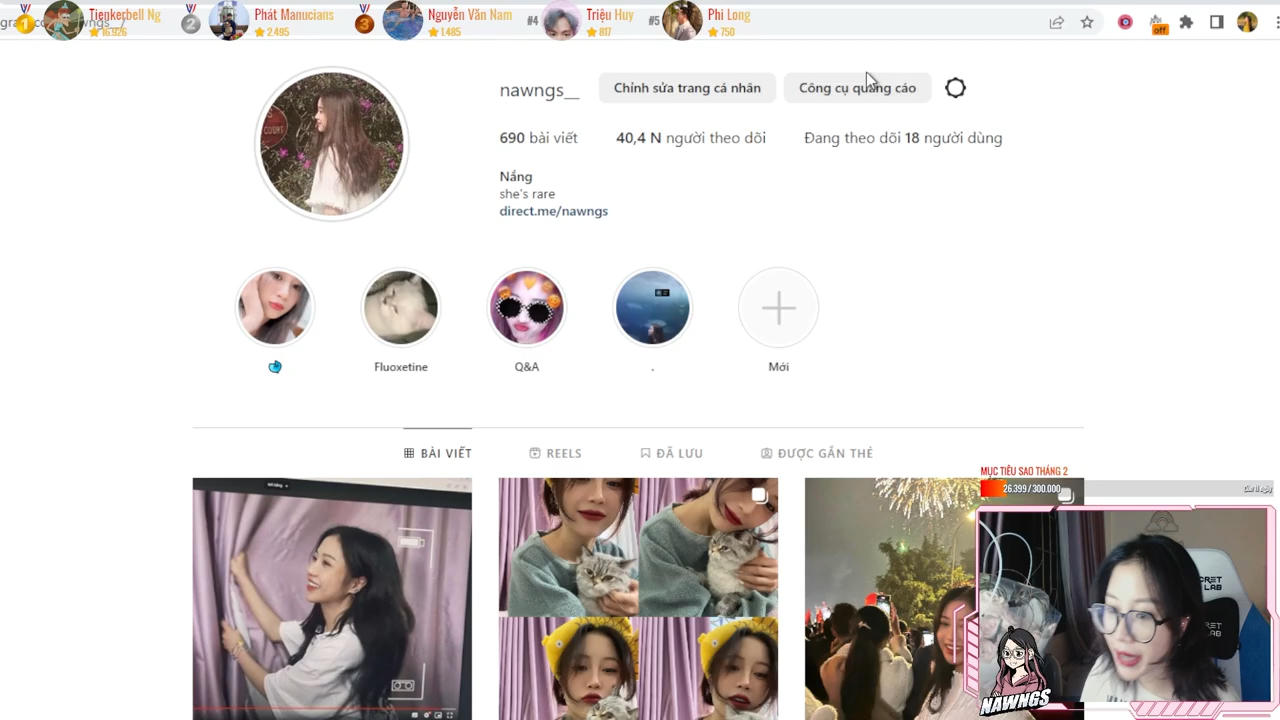 Tienkerbell Ng
16.926
Phát Manucians
2.495
Nguyễn Văn Nam
1.485
#4
Triệu Huy
817
#5
Phi Long
750
off
nawngs__
Chỉnh sửa trang cá nhân
Công cụ quảng cáo
690 bài viết
40,4 N người theo dõi
Đang theo dõi 18 người dùng
Nắng
she's rare
direct.me/nawngs
Fluoxetine
Q&A
.
Mới
BÀI VIẾT
REELS
ĐÃ LƯU
ĐƯỢC GẮN THẺ
MỤC TIÊU SAO THÁNG 2
26.399 / 300.000
NAWNGS